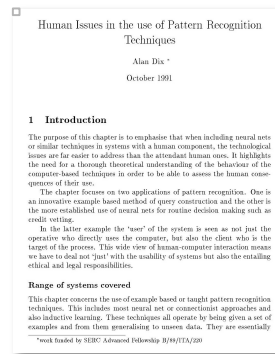 Human Issues in the use of Pattern Recognition
Techniques
Alan Dix *
October 1991
1 Introduction
The purpose of this chapter is to emphasise that when including neural nets
or similar techniques in systems with a human component, the technological
issues are far easier to address than the attendant human ones. It highlights
the need for a thorough theoretical understanding of the behaviour of the
computer-based techniques in order to be able to assess the human conse-
quences of their use.
The chapter focuses on two applications of pattern recognition. One is
an innovative example based method of query construction and the other is
the more established use of neural nets for routine decision making such as
credit vetting.
In the latter example the 'user' of the system is seen as not just the
operative who directly uses the computer, but also the client who is the
target of the process. This wide view of human-computer interaction means
we have to deal not 'just' with the usability of systems but also the entailing
ethical and legal responsibilities.
Range of systems covered
This chapter concerns the use of example based or taught pattern recognition
techniques. This includes most neural net or connectionist approaches and
also inductive learning. These techniques all operate by being given a set of
examples and from them generalising to unseen data. They are essentially
*work funded by SERC Advanced Fellowship B/89/ITA/220